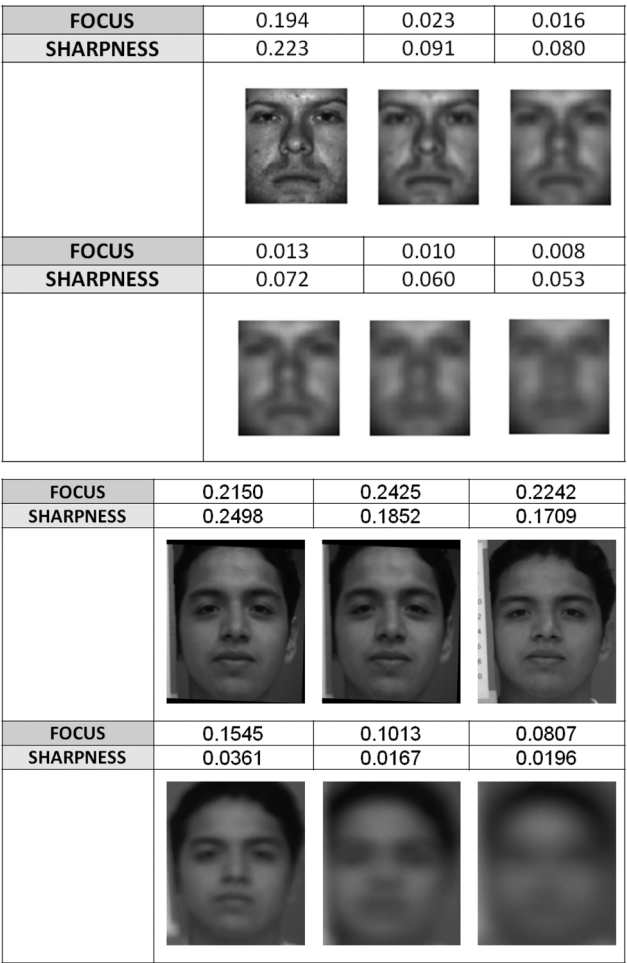 FOCUS 0.194 0.023 0.016
SHARPNESS 0.223 0.091 0.080
FOCUS 0.013 0.010 0.008
SHARPNESS 0.072 0.060 0.053
FOCUS 0.2150 0.2425 0.2242
SHARPNESS 0.2498 0.1852 0.1709
FOCUS 0.1545 0.1013 0.0807
SHARPNESS 0.0361 0.0167 0.0196